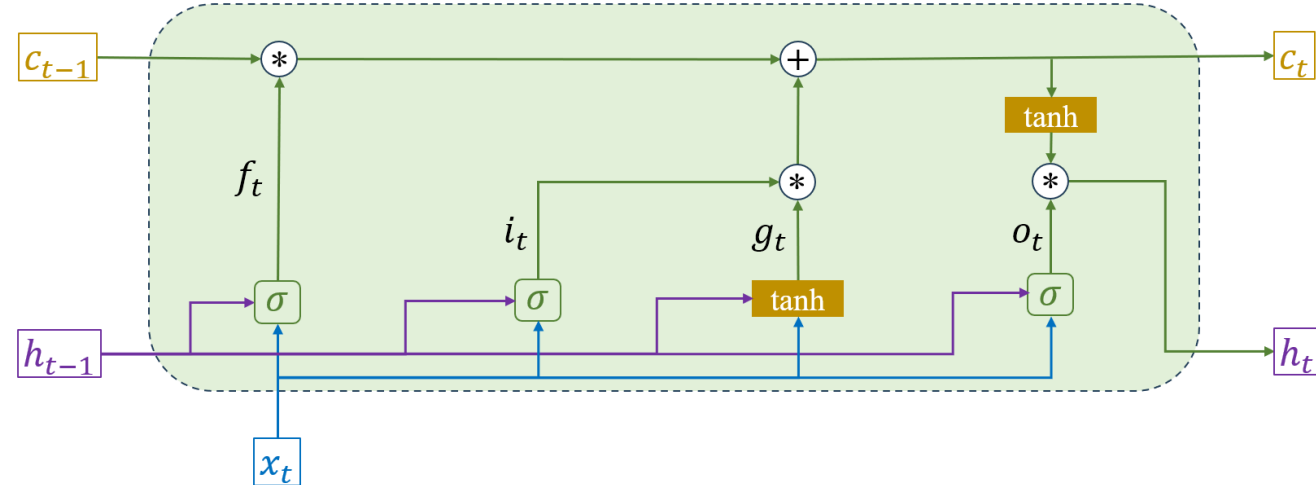 c_{t−1} * + c_t
tanh
f_t i_t * g_t * o_t
σ σ tanh σ
h_{t−1} h_t
x_t